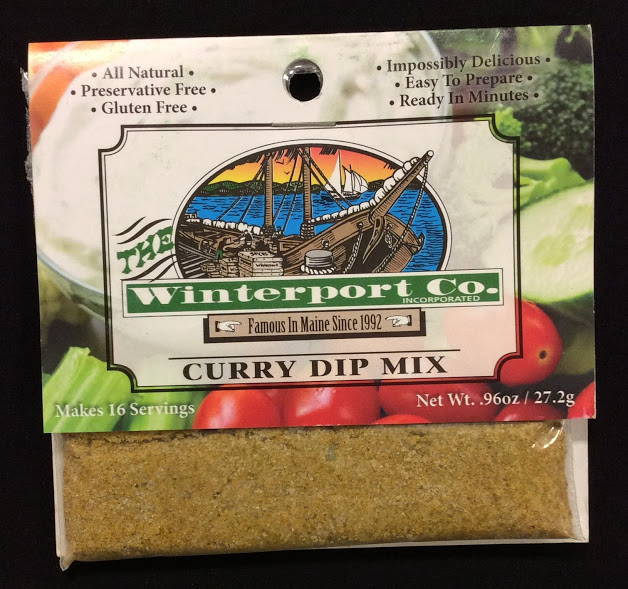 • All Natural •
• Preservative Free •
• Gluten Free •
• Impossibly Delicious •
• Easy To Prepare •
• Ready In Minutes •
THE
Winterport Co.
INCORPORATED
Famous In Maine Since 1992
CURRY DIP MIX
Makes 16 Servings
Net Wt. .96oz / 27.2g